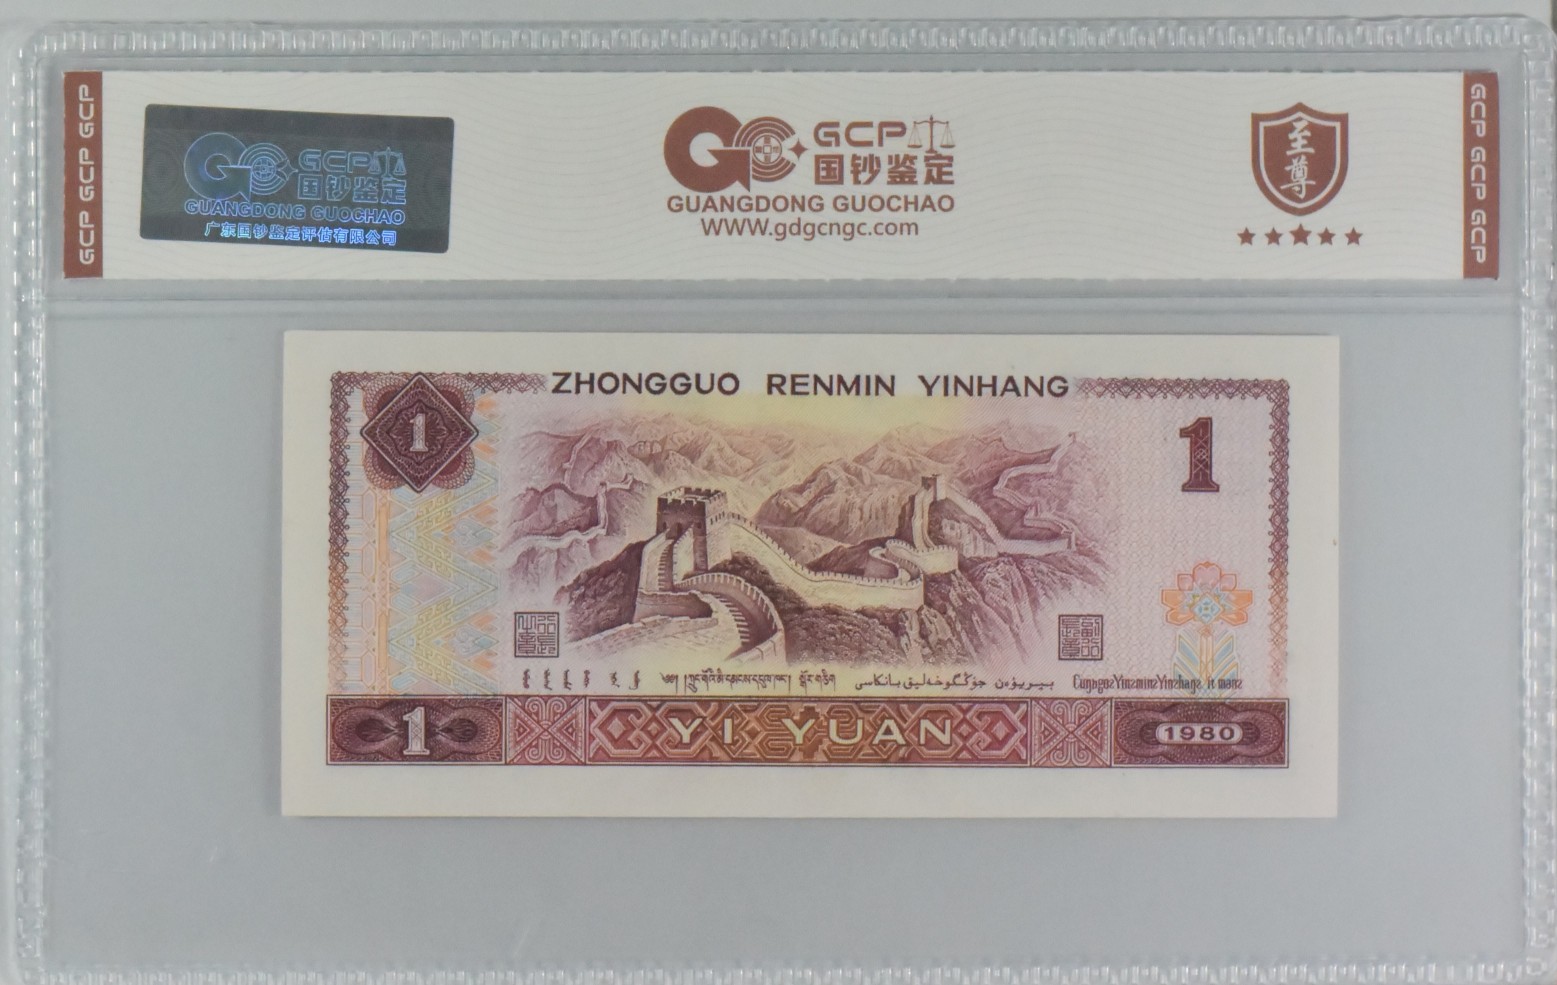 GCP GCP GCP
GCP
国钞鉴定
GUANGDONG GUOCHAO
广东国钞鉴定评估有限公司
GCP
国钞鉴定
GUANGDONG GUOCHAO
WWW.gdgcngc.com
至尊
GCP GCP GCP
ZHONGGUO RENMIN YINHANG
1
1
YI YUAN
1
1980